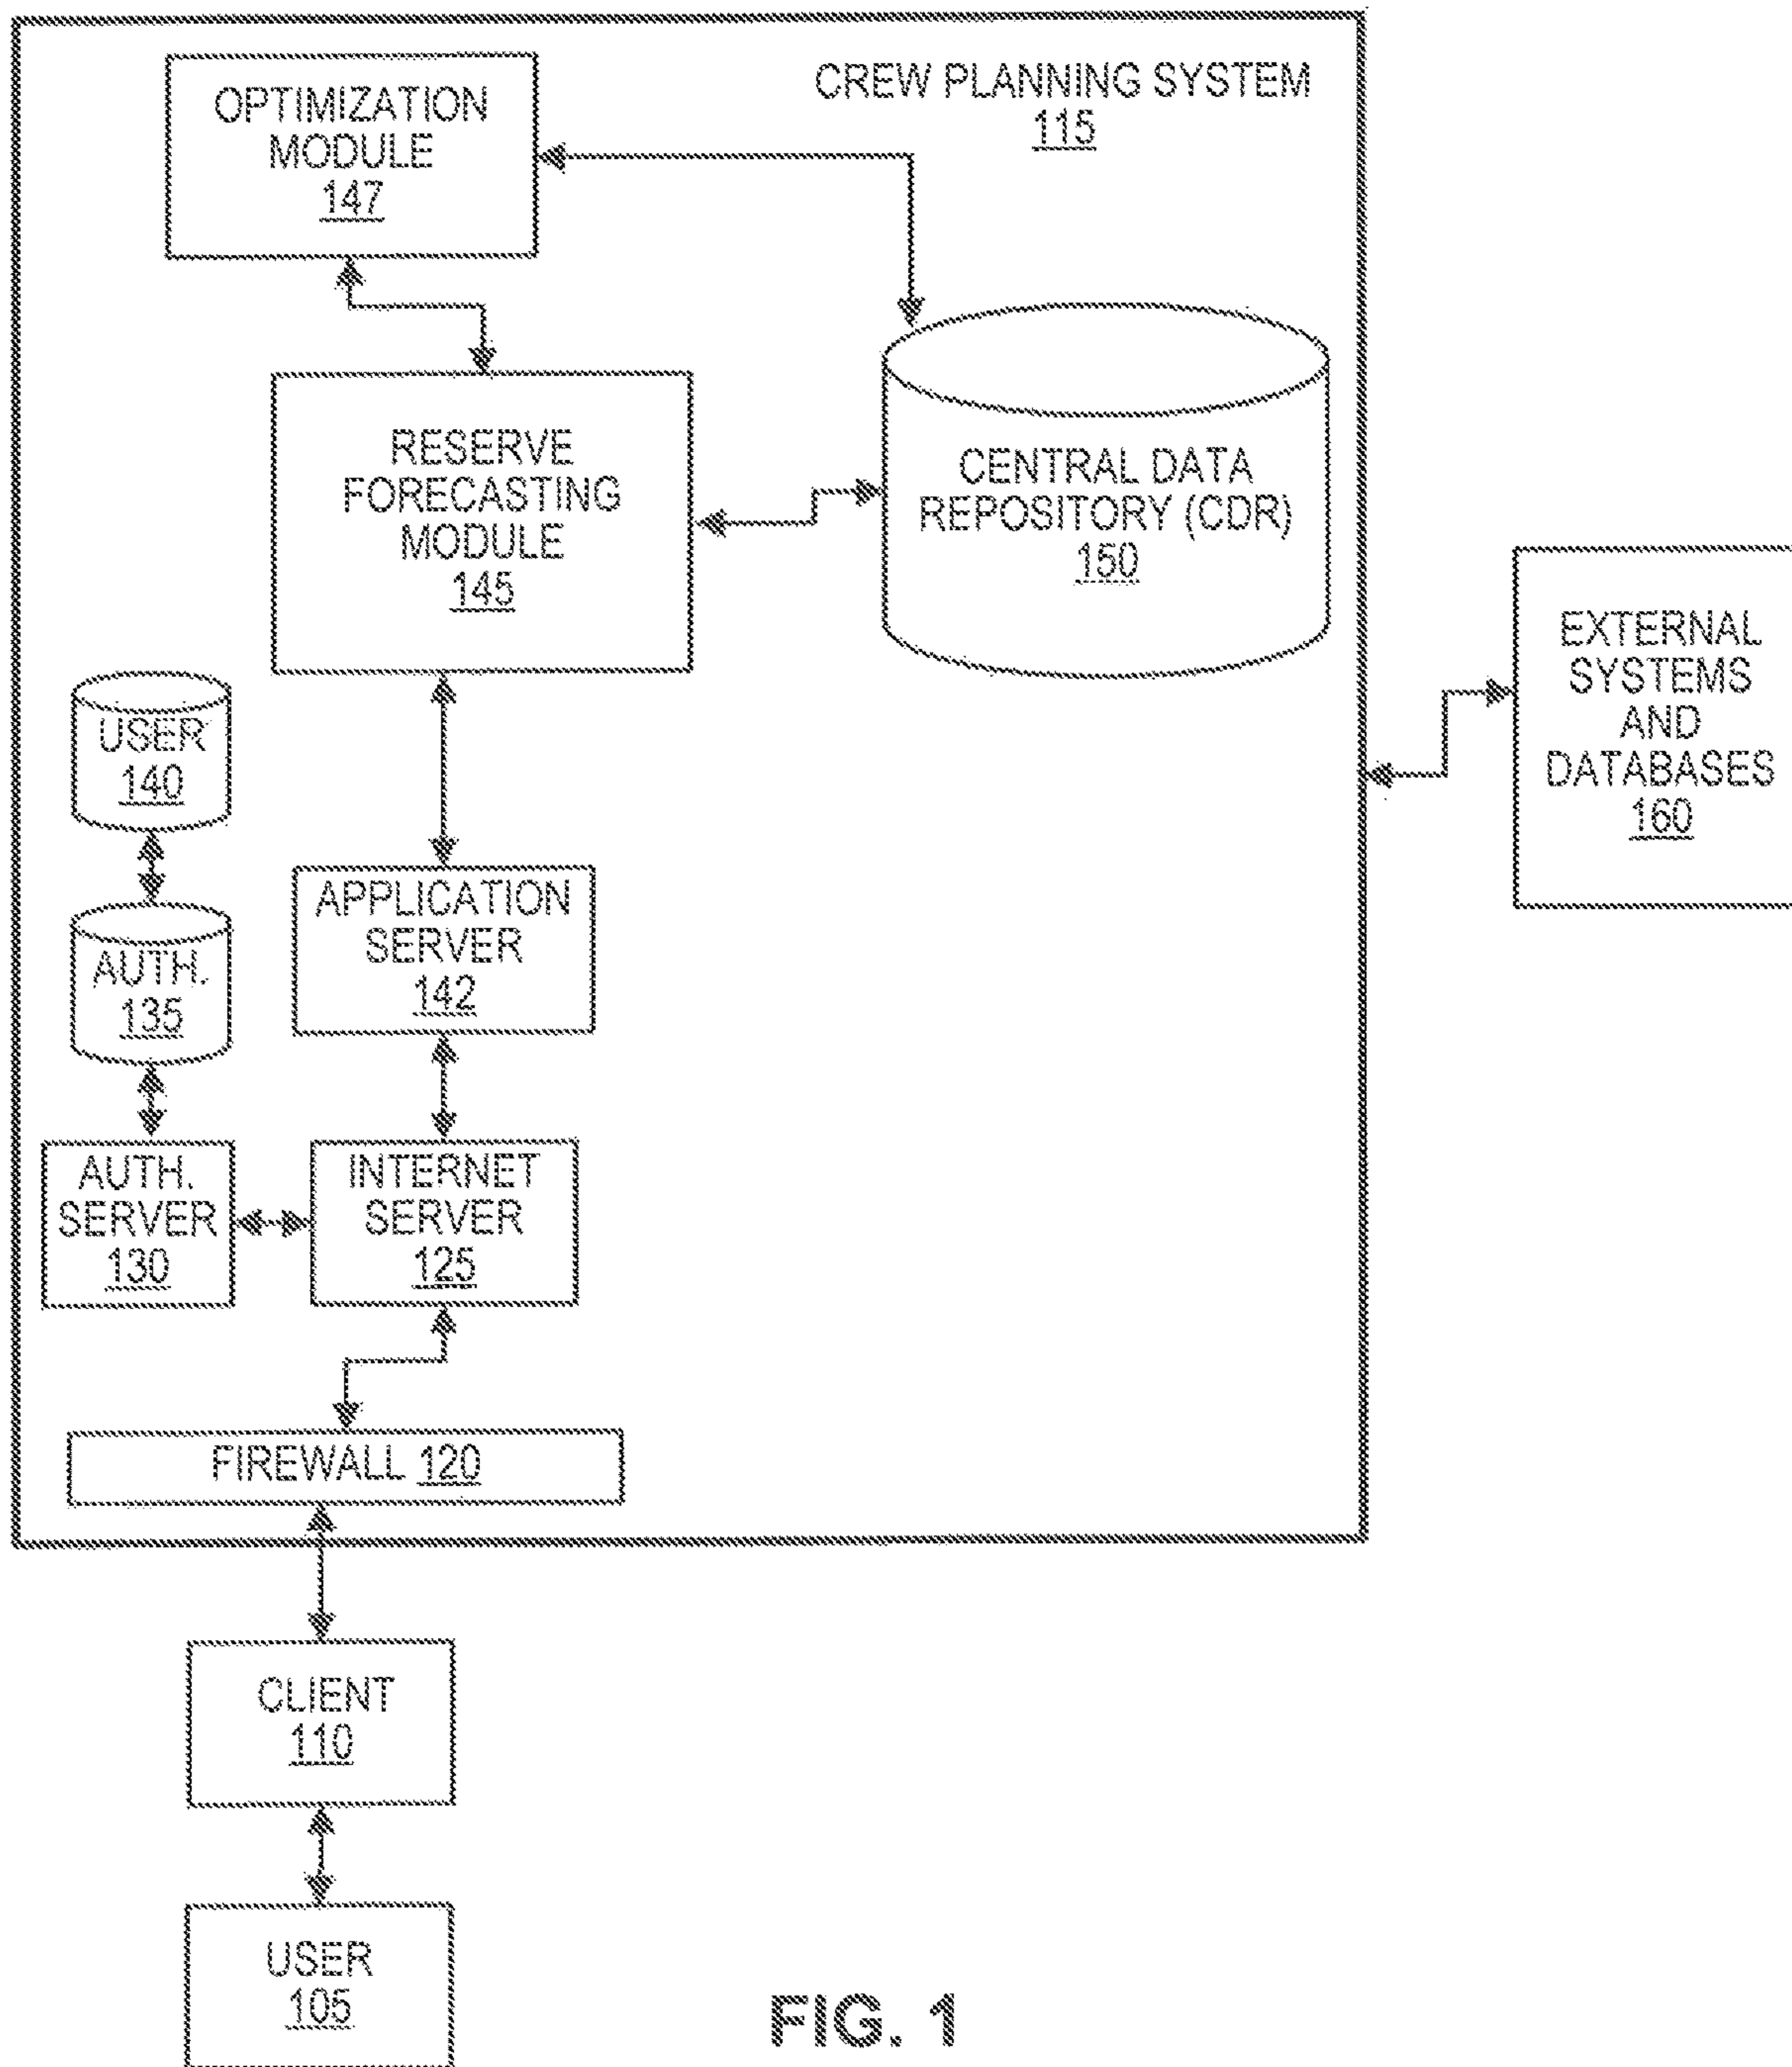 CREW PLANNING SYSTEM
115
OPTIMIZATION
MODULE
147
RESERVE
FORECASTING
MODULE
145
CENTRAL DATA
REPOSITORY (CDR)
150
EXTERNAL
SYSTEMS
AND
DATABASES
160
USER
140
AUTH.
135
APPLICATION
SERVER
142
AUTH.
SERVER
130
INTERNET
SERVER
125
FIREWALL 120
CLIENT
110
USER
105
FIG. 1